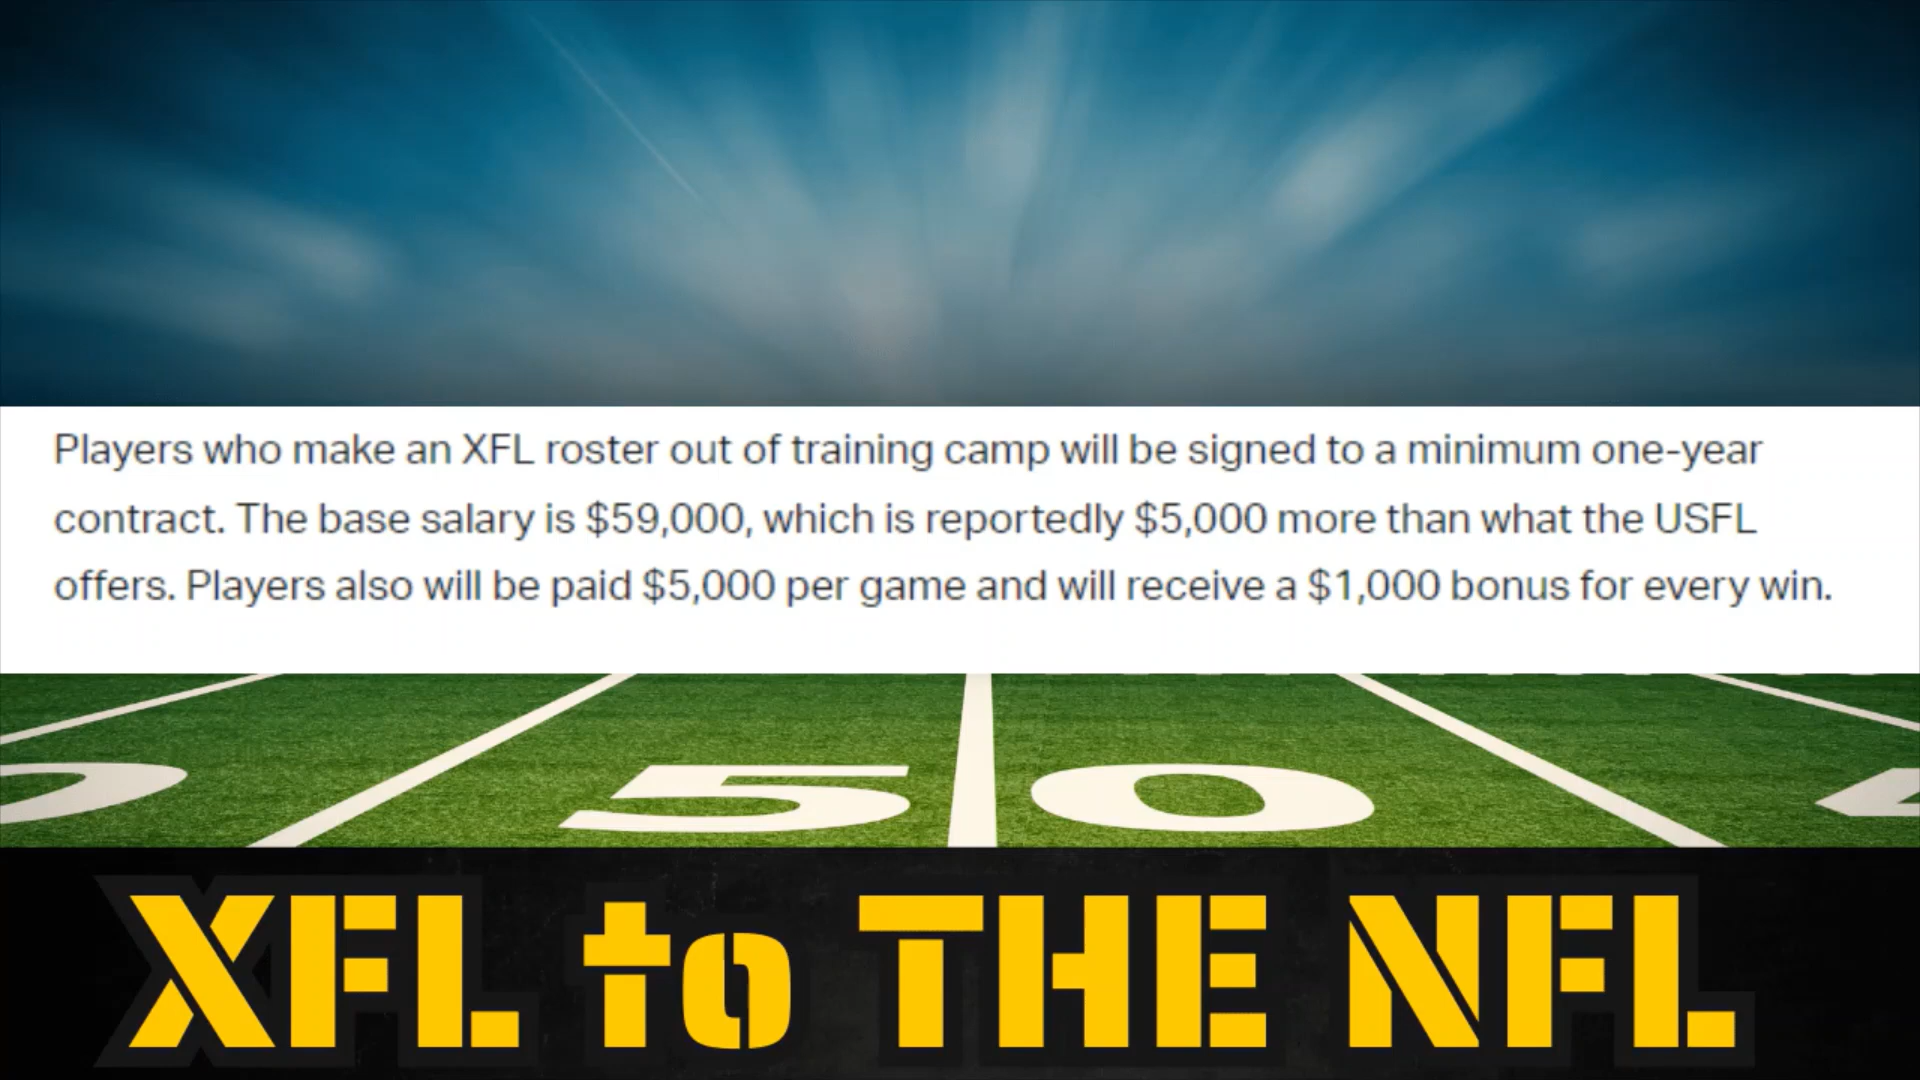 Players who make an XFL roster out of training camp will be signed to a minimum one-year
contract. The base salary is $59,000, which is reportedly $5,000 more than what the USFL
offers. Players also will be paid $5,000 per game and will receive a $1,000 bonus for every win.
5 0
XFL to THE NFL